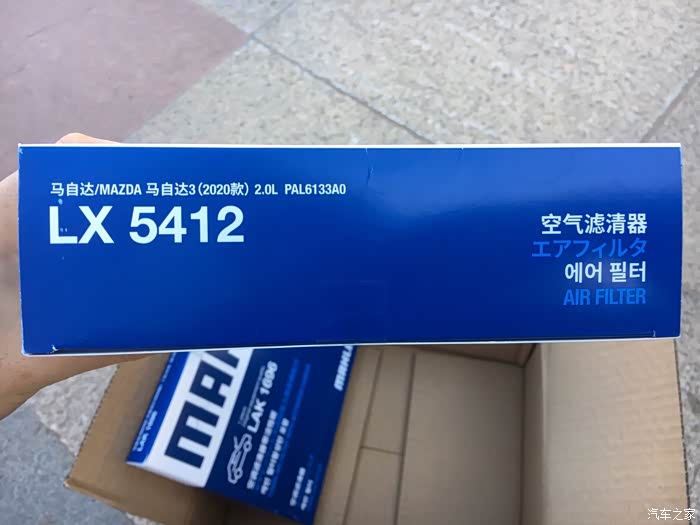 马自达/MAZDA 马自达3(2020款) 2.0L PAL6133A0
LX 5412
空气滤清器
エアフィルタ
에어 필터
AIR FILTER
LAK 1696
MAHLE
汽车之家